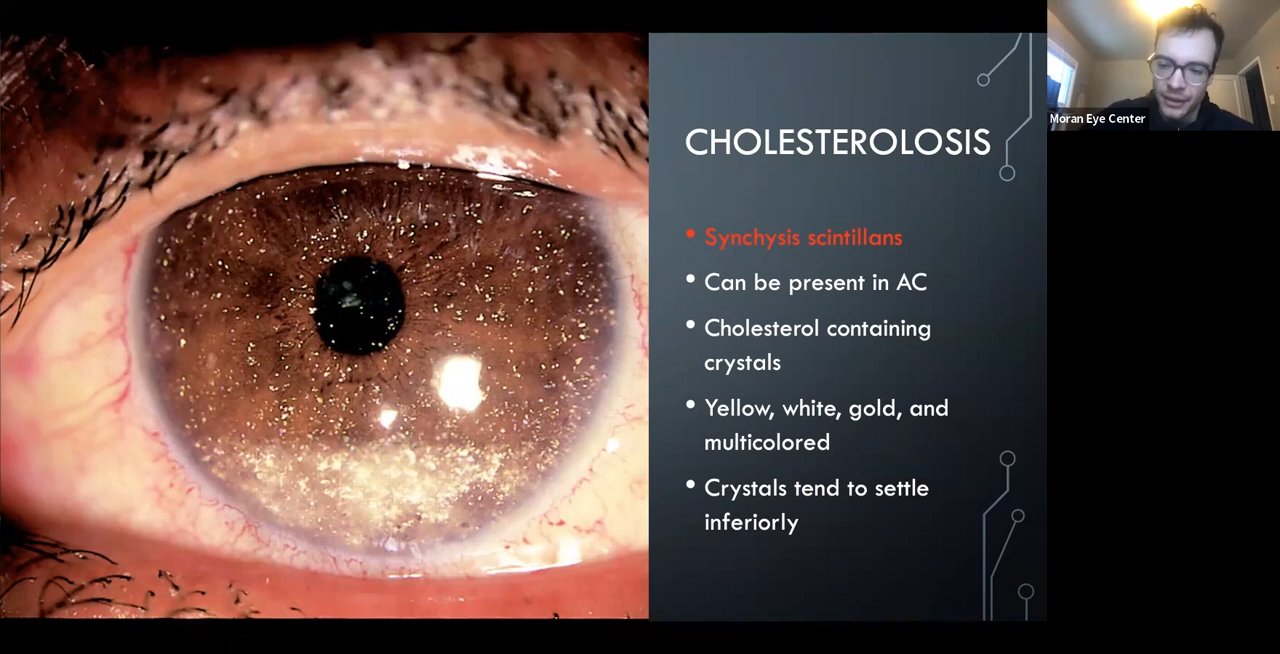 CHOLESTEROLOSIS
Synchysis scintillans
Can be present in AC
Cholesterol containing
crystals
Yellow, white, gold, and
multicolored
Crystals tend to settle
inferiorly
Moran Eye Center